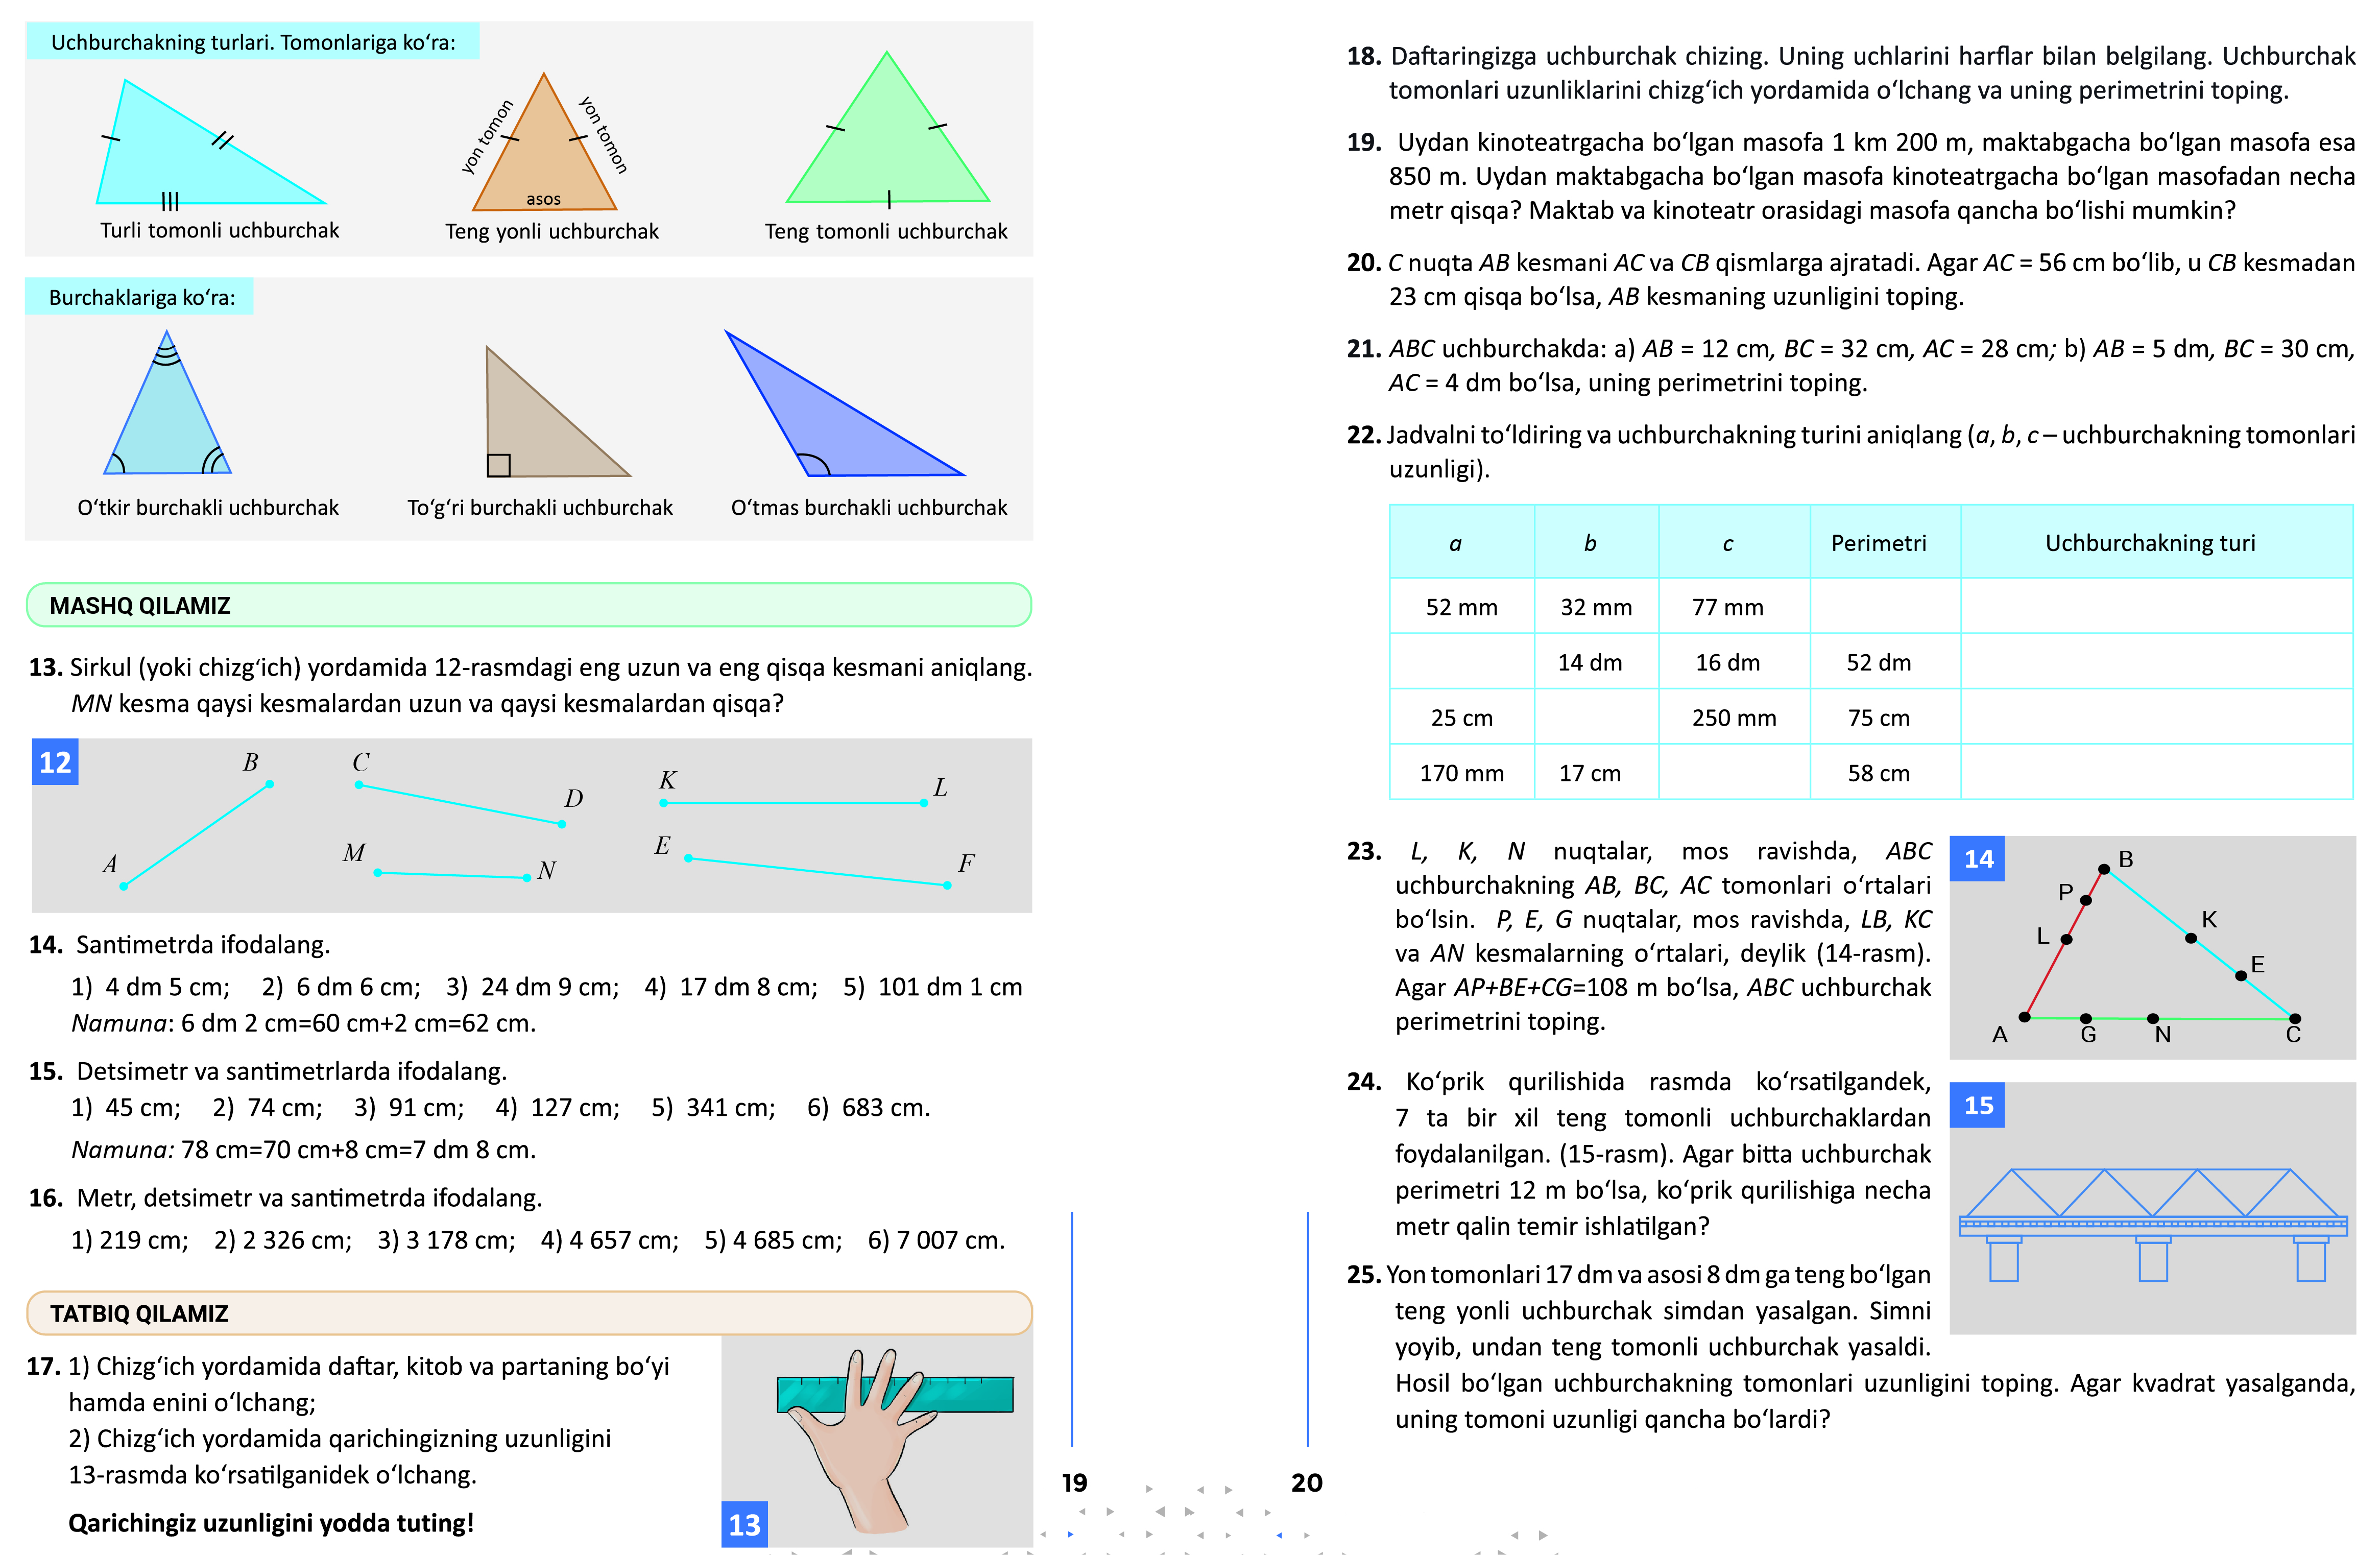 Uchburchakning turlari. Tomonlariga ko‘ra:
yon tomon
yon tomon
asos
Turli tomonli uchburchak
Teng yonli uchburchak
Teng tomonli uchburchak
Burchaklariga ko‘ra:
O‘tkir burchakli uchburchak
To‘g‘ri burchakli uchburchak
O‘tmas burchakli uchburchak
MASHQ QILAMIZ
13. Sirkul (yoki chizg‘ich) yordamida 12-rasmdagi eng uzun va eng qisqa kesmani aniqlang.
MN kesma qaysi kesmalardan uzun va qaysi kesmalardan qisqa?
12
B
C
K
L
D
A
M
N
E
F
14. Santimetrda ifodalang.
1) 4 dm 5 cm; 2) 6 dm 6 cm; 3) 24 dm 9 cm; 4) 17 dm 8 cm; 5) 101 dm 1 cm
Namuna: 6 dm 2 cm=60 cm+2 cm=62 cm.
15. Detsimetr va santimetrlarda ifodalang.
1) 45 cm; 2) 74 cm; 3) 91 cm; 4) 127 cm; 5) 341 cm; 6) 683 cm.
Namuna: 78 cm=70 cm+8 cm=7 dm 8 cm.
16. Metr, detsimetr va santimetrda ifodalang.
1) 219 cm; 2) 2 326 cm; 3) 3 178 cm; 4) 4 657 cm; 5) 4 685 cm; 6) 7 007 cm.
TATBIQ QILAMIZ
17. 1) Chizg‘ich yordamida daftar, kitob va partaning bo‘yi
hamda enini o‘lchang;
2) Chizg‘ich yordamida qarichingizning uzunligini
13-rasmda ko‘rsatilganidek o‘lchang.
Qarichingiz uzunligini yodda tuting!
13
19
18. Daftaringizga uchburchak chizing. Uning uchlarini harflar bilan belgilang. Uchburchak
tomonlari uzunliklarini chizg‘ich yordamida o‘lchang va uning perimetrini toping.
19. Uydan kinoteatrgacha bo‘lgan masofa 1 km 200 m, maktabgacha bo‘lgan masofa esa
850 m. Uydan maktabgacha bo‘lgan masofa kinoteatrgacha bo‘lgan masofadan necha
metr qisqa? Maktab va kinoteatr orasidagi masofa qancha bo‘lishi mumkin?
20. C nuqta AB kesmani AC va CB qismlarga ajratadi. Agar AC = 56 cm bo‘lib, u CB kesmadan
23 cm qisqa bo‘lsa, AB kesmaning uzunligini toping.
21. ABC uchburchakda: a) AB = 12 cm, BC = 32 cm, AC = 28 cm; b) AB = 5 dm, BC = 30 cm,
AC = 4 dm bo‘lsa, uning perimetrini toping.
22. Jadvalni to‘ldiring va uchburchakning turini aniqlang (a, b, c – uchburchakning tomonlari
uzunligi).
a b c Perimetri Uchburchakning turi
52 mm 32 mm 77 mm
14 dm 16 dm 52 dm
25 cm 250 mm 75 cm
170 mm 17 cm 58 cm
23. L, K, N nuqtalar, mos ravishda, ABC
uchburchakning AB, BC, AC tomonlari o‘rtalari
bo‘lsin. P, E, G nuqtalar, mos ravishda, LB, KC
va AN kesmalarning o‘rtalari, deylik (14-rasm).
Agar AP+BE+CG=108 m bo‘lsa, ABC uchburchak
perimetrini toping.
14
B
P
K
L
E
A
G
N
C
24. Ko‘prik qurilishida rasmda ko‘rsatilgandek,
7 ta bir xil teng tomonli uchburchaklardan
foydalanilgan. (15-rasm). Agar bitta uchburchak
perimetri 12 m bo‘lsa, ko‘prik qurilishiga necha
metr qalin temir ishlatilgan?
15
25. Yon tomonlari 17 dm va asosi 8 dm ga teng bo‘lgan
teng yonli uchburchak simdan yasalgan. Simni
yoyib, undan teng tomonli uchburchak yasaldi.
Hosil bo‘lgan uchburchakning tomonlari uzunligini toping. Agar kvadrat yasalganda,
uning tomoni uzunligi qancha bo‘lardi?
20